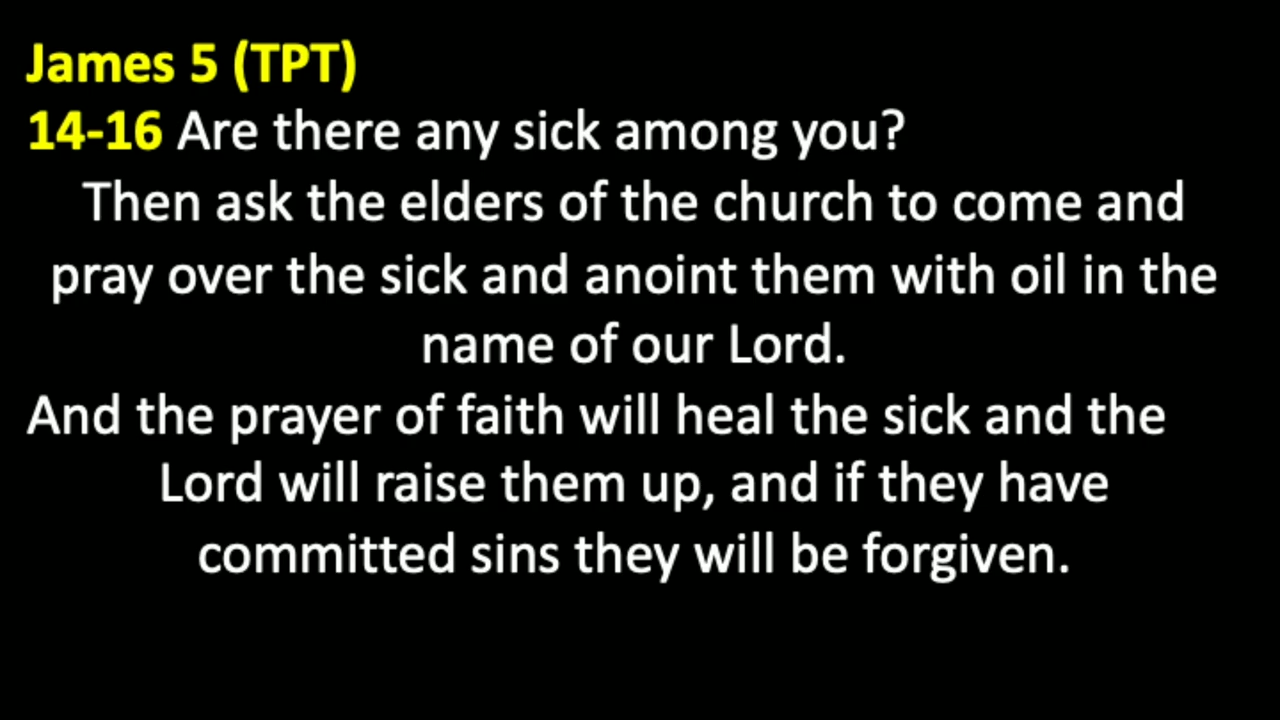 James 5 (TPT)
14-16 Are there any sick among you?
Then ask the elders of the church to come and
pray over the sick and anoint them with oil in the
name of our Lord.
And the prayer of faith will heal the sick and the
Lord will raise them up, and if they have
committed sins they will be forgiven.